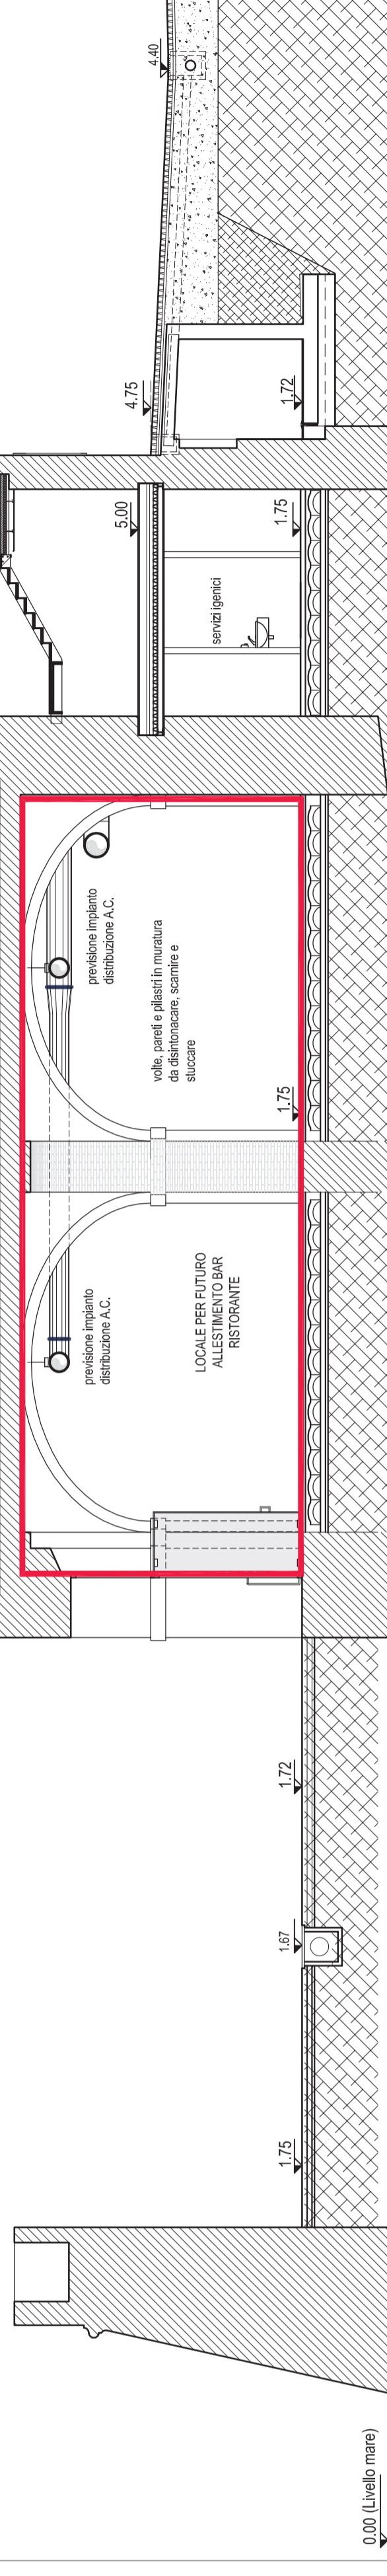 4.40
4.75
1.72
5.00
1.75
servizi igenici
previsione impianto
distribuzione A.C.
volte, pareti e pilastri in muratura
da disintonacare, scarnire e
stuccare
1.75
previsione impianto
distribuzione A.C.
LOCALE PER FUTURO
ALLESTIMENTO BAR
RISTORANTE
1.72
1.67
1.75
0.00 (Livello mare)